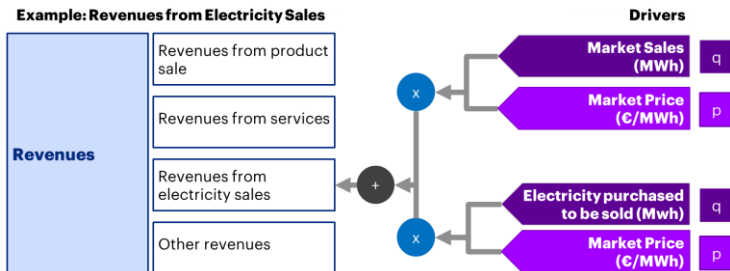 Example: Revenues from Electricity Sales
Drivers
Revenues
Revenues from product
sale
Revenues from services
Revenues from
electricity sales
Other revenues
x
+
x
Market Sales
(MWh)
q
Market Price
(€/MWh)
p
Electricity purchased
to be sold (Mwh)
q
Market Price
(€/MWh)
p